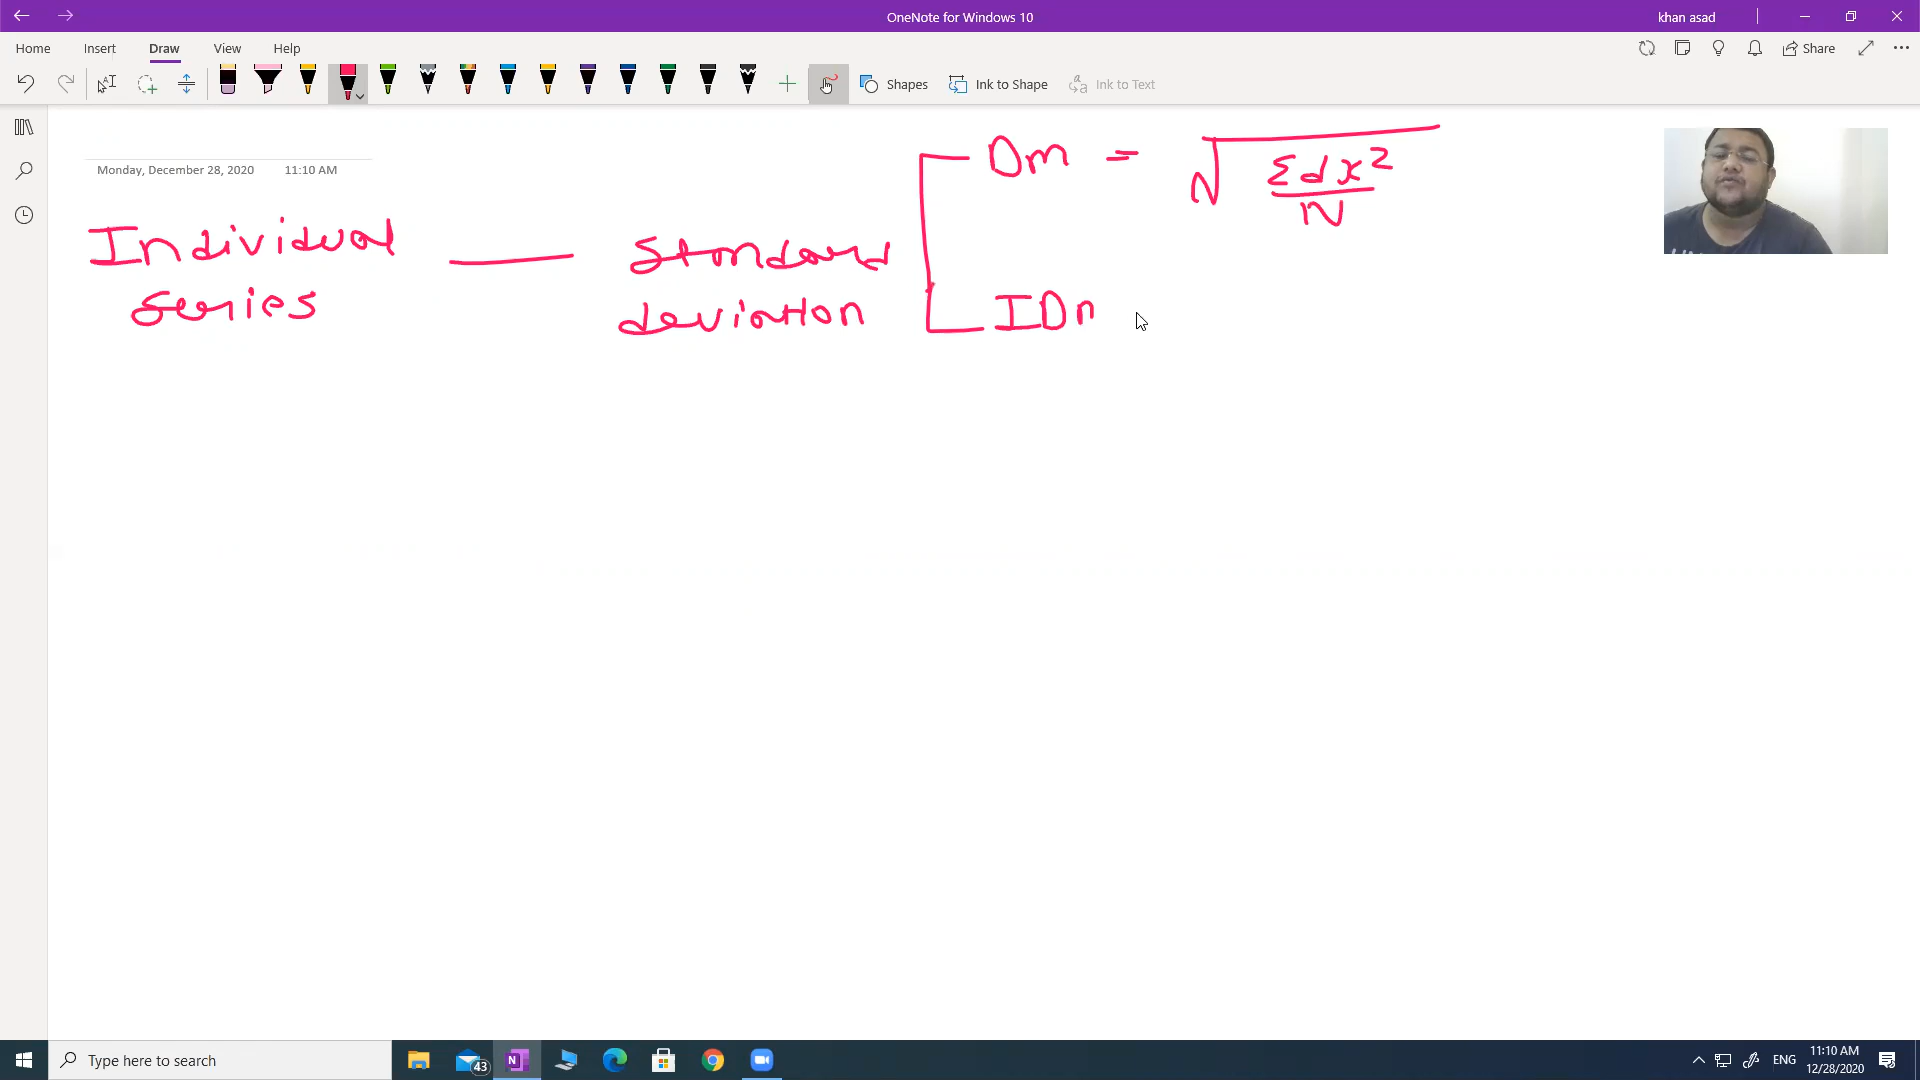 OneNote for Windows 10
khan asad
Home Insert Draw View Help
Share
Shapes Ink to Shape Ink to Text
Monday, December 28, 2020 11:10 AM
Dm = √ Σdx²
N
Individual — Standard
series deviation
IDm
Type here to search
43
N
ENG
11:10 AM
12/28/2020